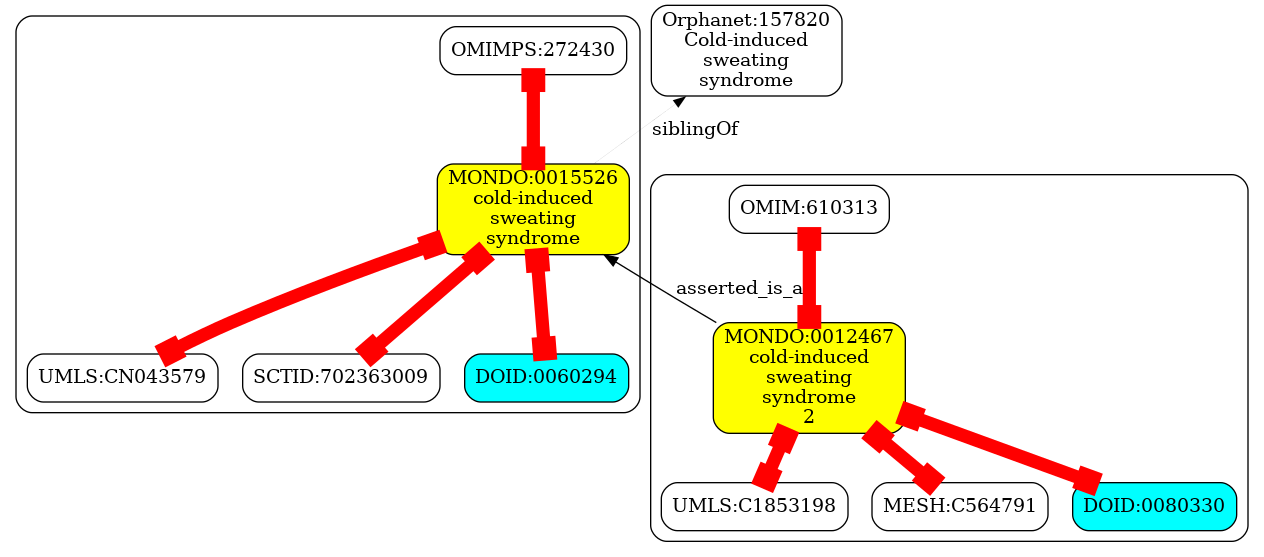 OMIMPS:272430
Orphanet:157820
Cold-induced
sweating
syndrome
siblingOf
MONDO:0015526
cold-induced
sweating
syndrome
OMIM:610313
asserted_is_a
MONDO:0012467
cold-induced
sweating
syndrome
2
UMLS:CN043579
SCTID:702363009
DOID:0060294
UMLS:C1853198
MESH:C564791
DOID:0080330